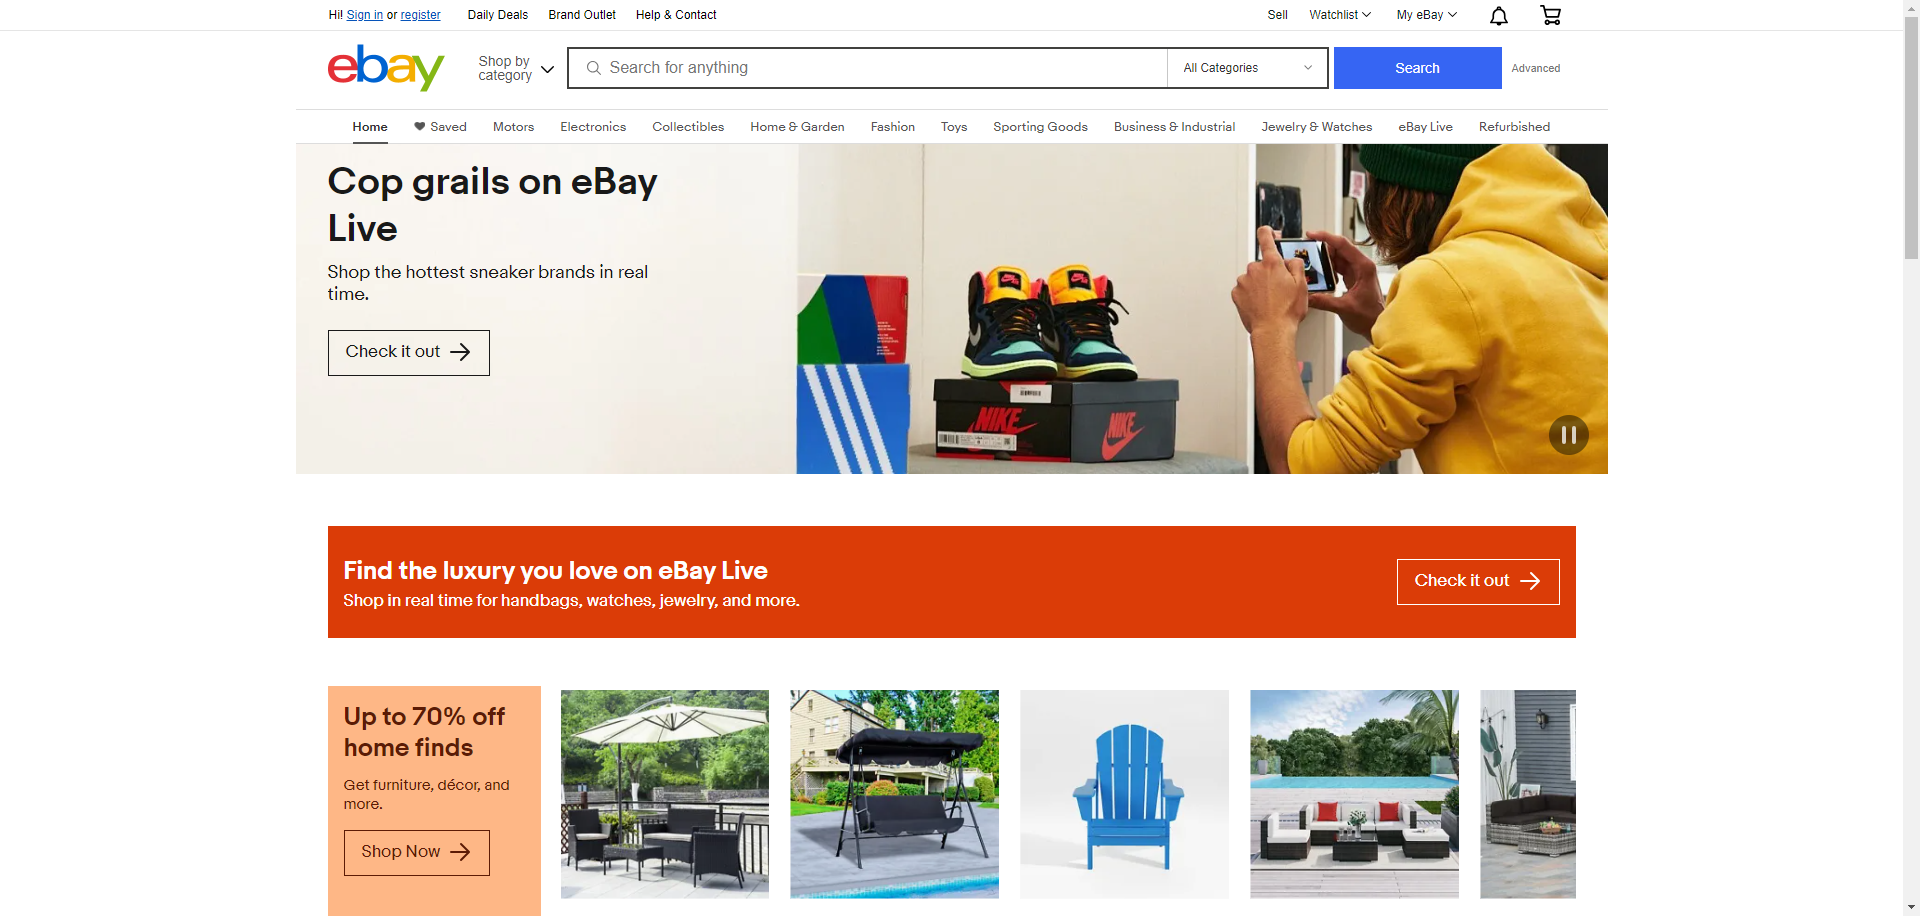 Hi! Sign in or register
Daily Deals
Brand Outlet
Help & Contact
Sell
Watchlist
My eBay
ebay
Shop by
category
Search for anything
All Categories
Search
Advanced
Home
Saved
Motors
Electronics
Collectibles
Home & Garden
Fashion
Toys
Sporting Goods
Business & Industrial
Jewelry & Watches
eBay Live
Refurbished
Cop grails on eBay
Live
Shop the hottest sneaker brands in real
time.
Check it out
NIKE
NIKE
Find the luxury you love on eBay Live
Shop in real time for handbags, watches, jewelry, and more.
Check it out
Up to 70% off
home finds
Get furniture, décor, and
more.
Shop Now